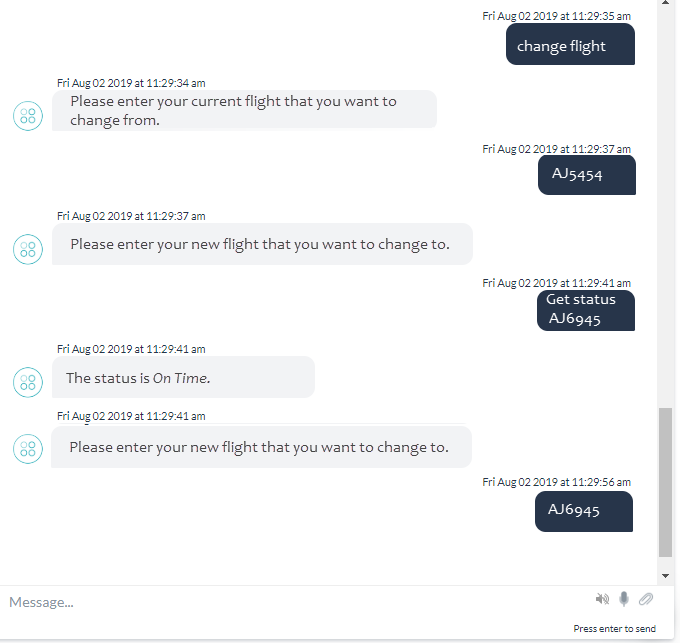 Fri Aug 02 2019 at 11:29:35 am
change flight
Fri Aug 02 2019 at 11:29:34 am
Please enter your current flight that you want to
change from.
Fri Aug 02 2019 at 11:29:37 am
AJ5454
Fri Aug 02 2019 at 11:29:37 am
Please enter your new flight that you want to change to.
Fri Aug 02 2019 at 11:29:41 am
Get status
AJ6945
Fri Aug 02 2019 at 11:29:41 am
The status is On Time.
Fri Aug 02 2019 at 11:29:41 am
Please enter your new flight that you want to change to.
Fri Aug 02 2019 at 11:29:56 am
AJ6945
Message...
Press enter to send